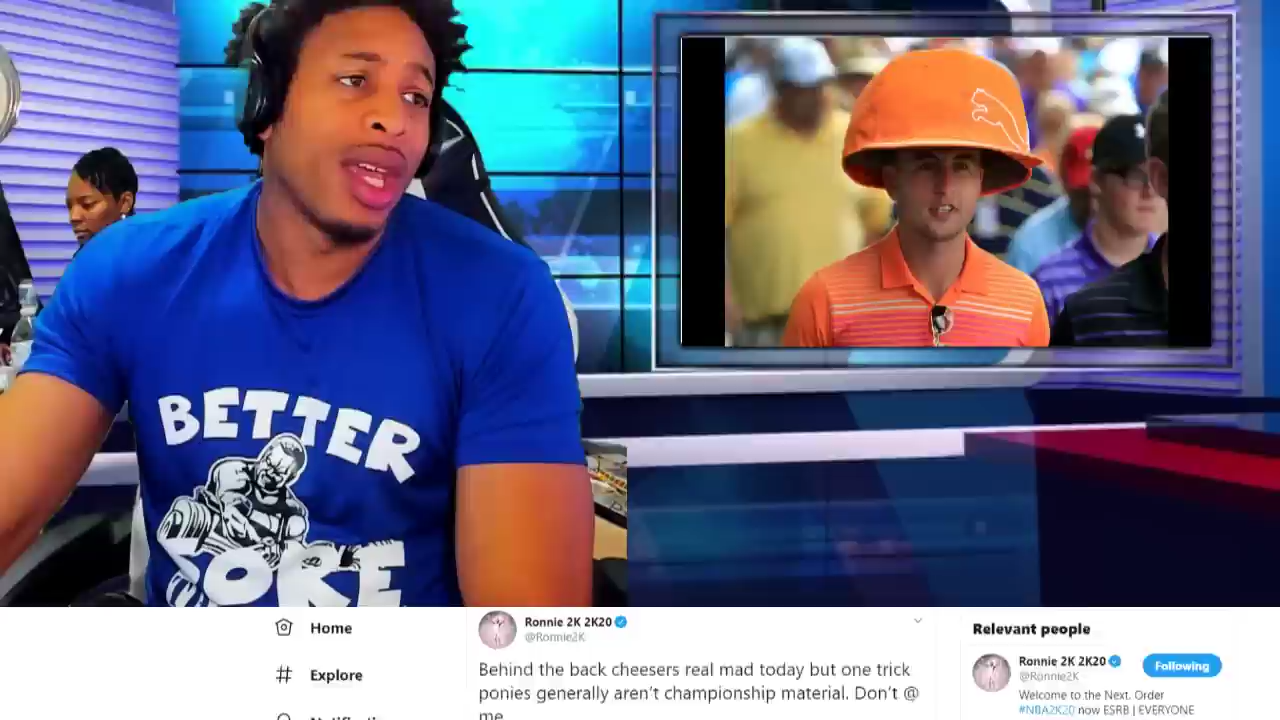 BETTER
CORE
Home
Explore
Ronnie 2K 2K20
@Ronnie2K
Behind the back cheesers real mad today but one trick
ponies generally aren't championship material. Don't @
me
Relevant people
Ronnie 2K 2K20
@Ronnie2K
Following
Welcome to the Next. Order
#NBA2K20 now ESRB | EVERYONE